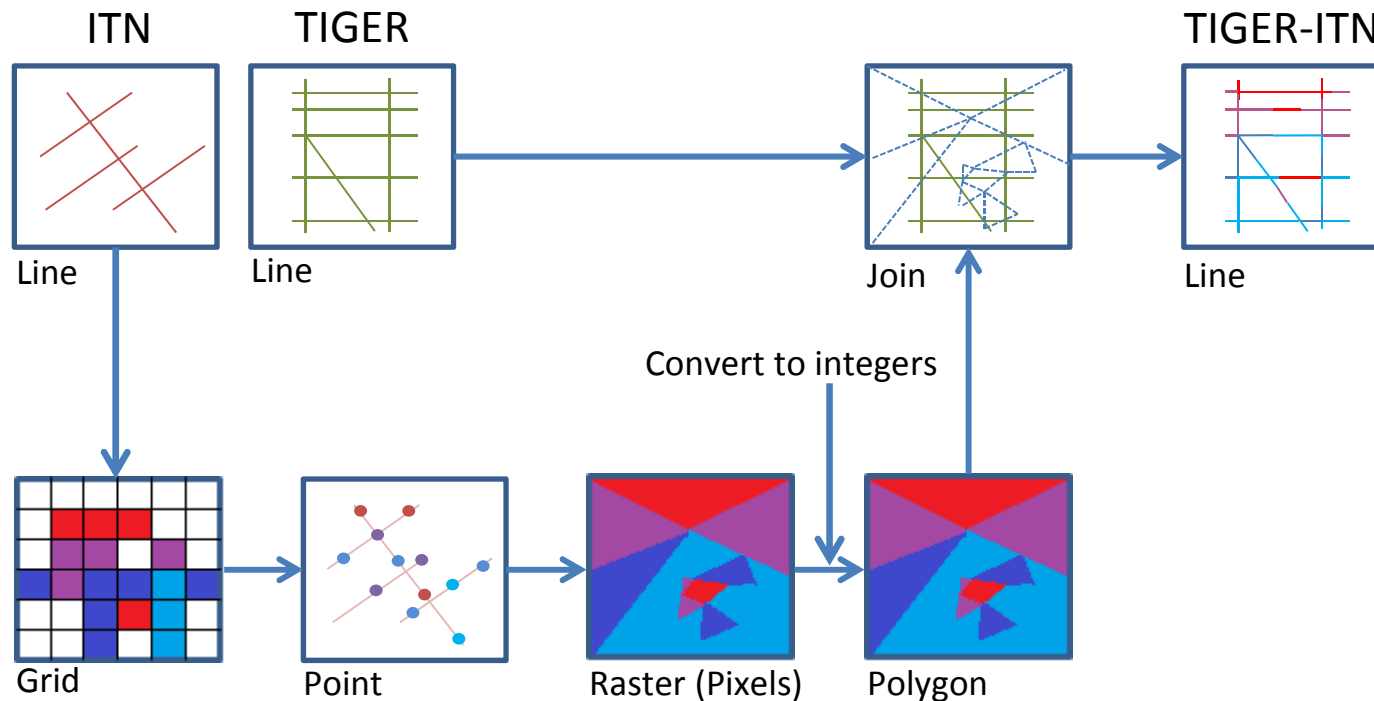 ITN
TIGER
TIGER-ITN
Line
Line
Join
Line
Convert to integers
Grid
Point
Raster (Pixels)
Polygon